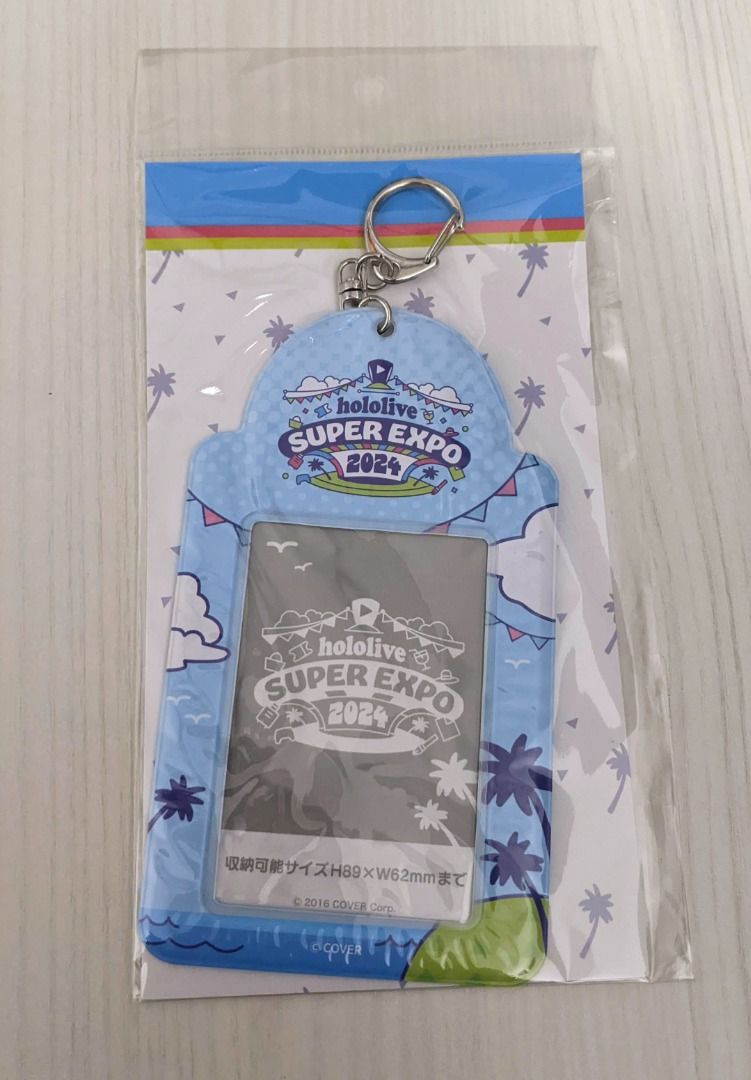 hololive
SUPER EXPO
2024
hololive
SUPER EXPO
2024
収納可能サイズH89×W62mmまで
© 2016 COVER Corp.
© COVER